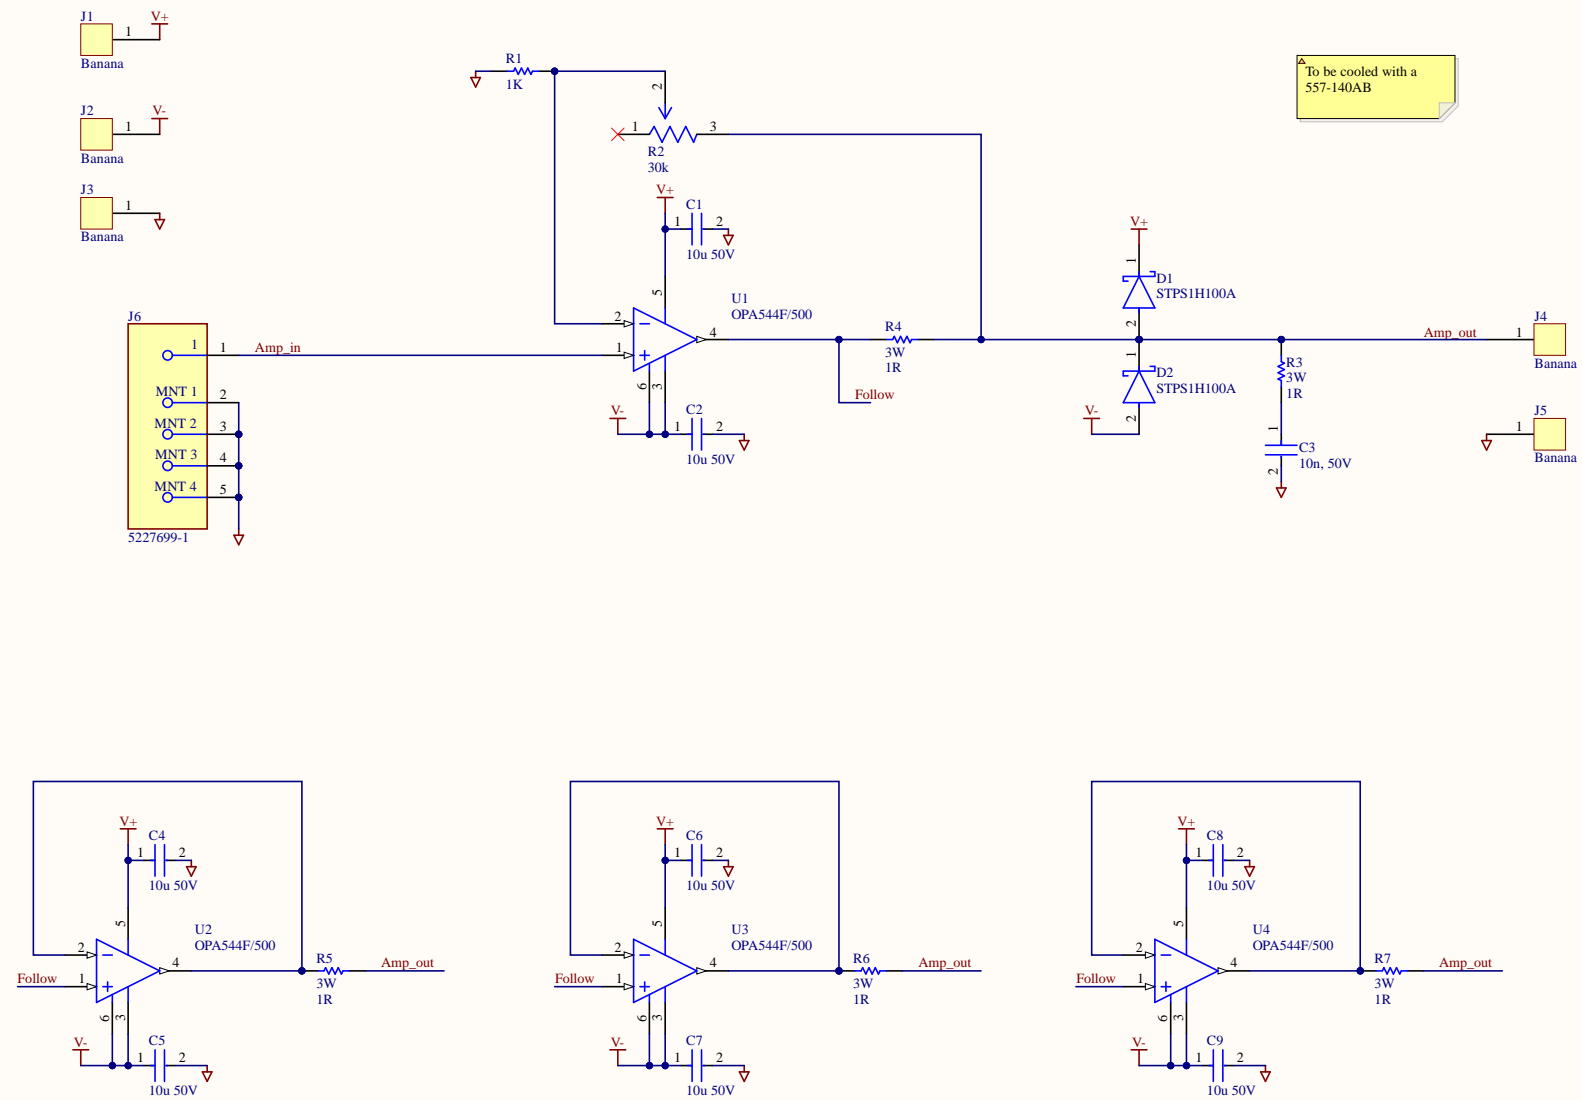 J1
V+
1
Banana
J2
V-
1
Banana
J3
1
Banana
R1
1K
2
1
3
R2
30k
To be cooled with a
557-140AB
V+
C1
1
2
10u 50V
5
U1
OPA544F/500
2
4
1
6
3
V-
C2
1
2
10u 50V
J6
1
1
Amp_in
MNT 1
2
MNT 2
3
MNT 3
4
MNT 4
5
5227699-1
R4
3W
1R
Follow
V+
1
D1
STPS1H100A
2
1
D2
STPS1H100A
V-
2
R3
3W
1R
1
C3
10n, 50V
2
Amp_out
J4
1
Banana
J5
1
Banana
V+
C4
1
2
10u 50V
5
U2
OPA544F/500
2
4
Follow
1
R5
3W
1R
Amp_out
6
3
V-
C5
1
2
10u 50V
V+
C6
1
2
10u 50V
5
U3
OPA544F/500
2
4
Follow
1
R6
3W
1R
Amp_out
6
3
V-
C7
1
2
10u 50V
V+
C8
1
2
10u 50V
5
U4
OPA544F/500
2
4
Follow
1
R7
3W
1R
Amp_out
6
3
V-
C9
1
2
10u 50V